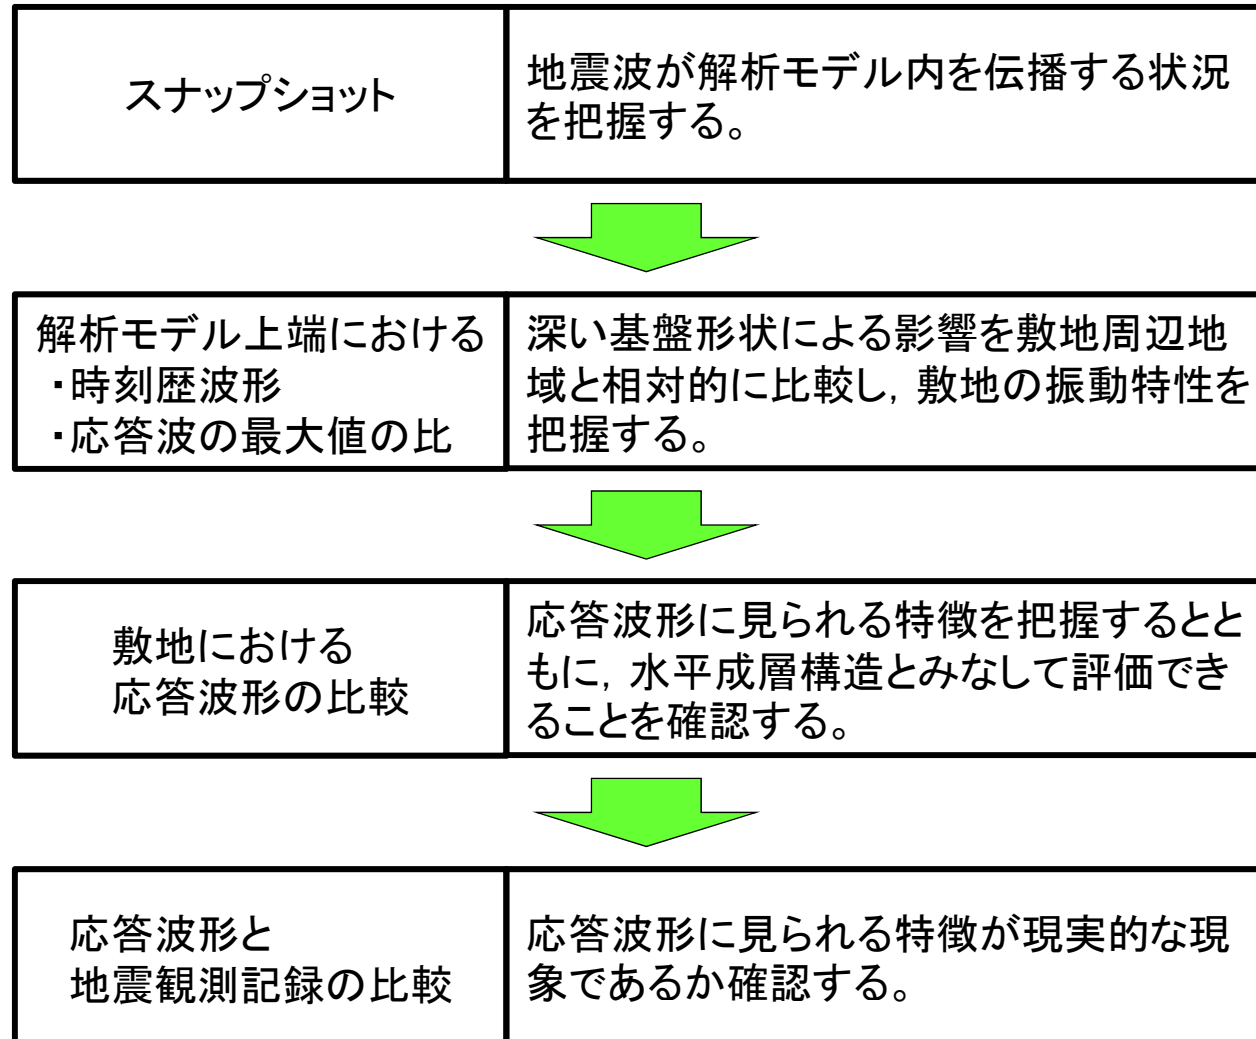 スナップショット
地震波が解析モデル内を伝播する状況
を把握する。
解析モデル上端における
・時刻歴波形
・応答波の最大値の比
深い基盤形状による影響を敷地周辺地
域と相対的に比較し，敷地の振動特性を
把握する。
敷地における
応答波形の比較
応答波形に見られる特徴を把握するとと
もに，水平成層構造とみなして評価でき
ることを確認する。
応答波形と
地震観測記録の比較
応答波形に見られる特徴が現実的な現
象であるか確認する。